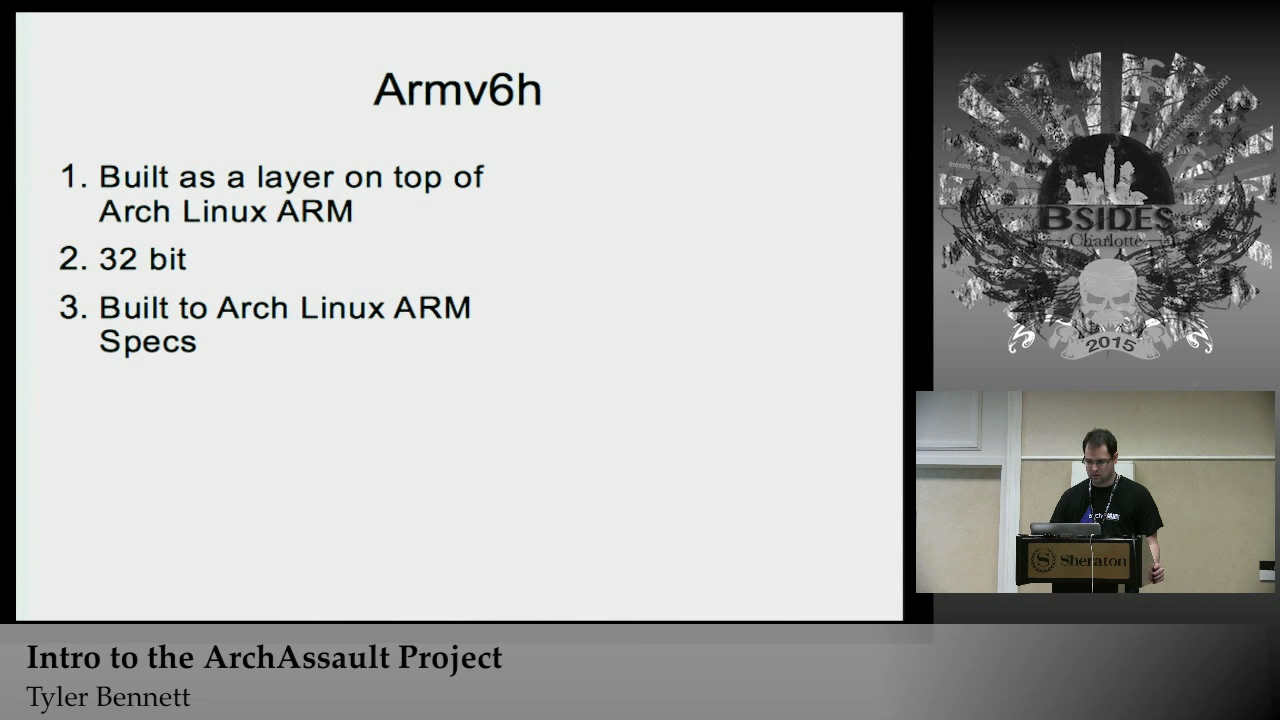 Armv6h
1. Built as a layer on top of
Arch Linux ARM
2. 32 bit
3. Built to Arch Linux ARM
Specs
BSIDES
Charlotte
2015
Sheraton
Intro to the ArchAssault Project
Tyler Bennett